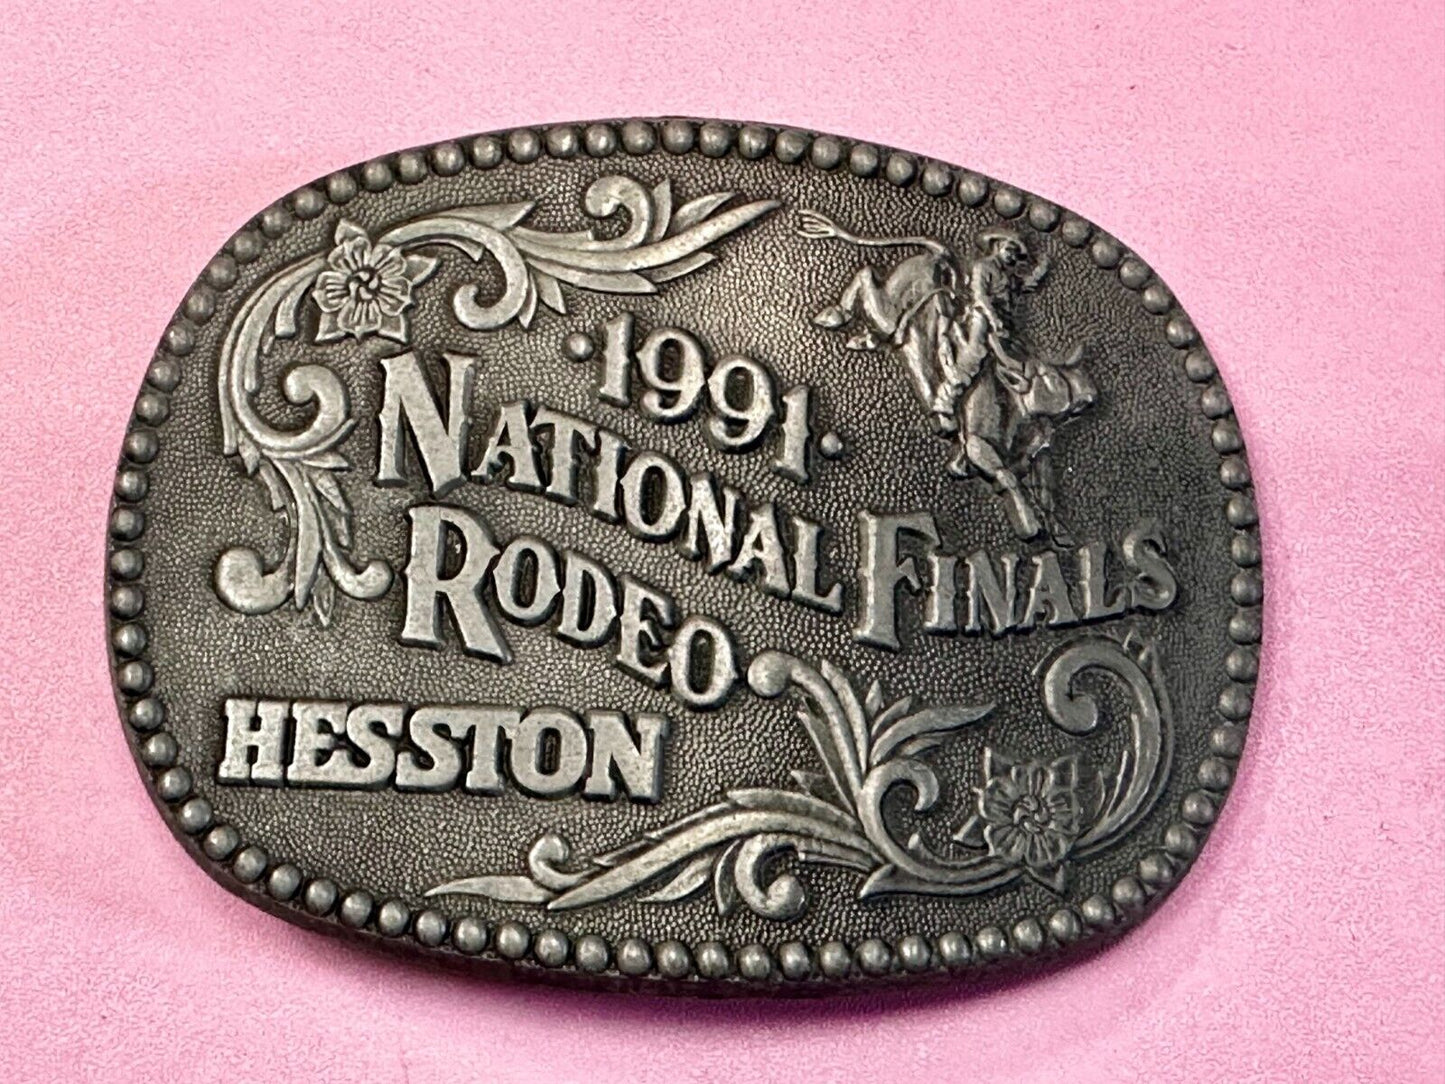 ·1991·
NATIONAL FINALS
RODEO
HESSTON